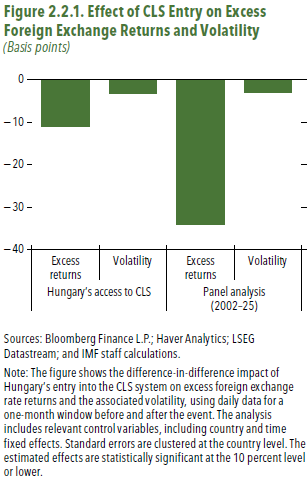 Figure 2.2.1. Effect of CLS Entry on Excess
Foreign Exchange Returns and Volatility
(Basis points)
0
–10
–20
–30
–40
Excess returns
Volatility
Excess returns
Volatility
Hungary's access to CLS
Panel analysis
(2002–25)
Sources: Bloomberg Finance L.P.; Haver Analytics; LSEG
Datastream; and IMF staff calculations.
Note: The figure shows the difference-in-difference impact of
Hungary's entry into the CLS system on excess foreign exchange
rate returns and the associated volatility, using daily data for a
one-month window before and after the event. The analysis
includes relevant control variables, including country and time
fixed effects. Standard errors are clustered at the country level. The
estimated effects are statistically significant at the 10 percent level
or lower.